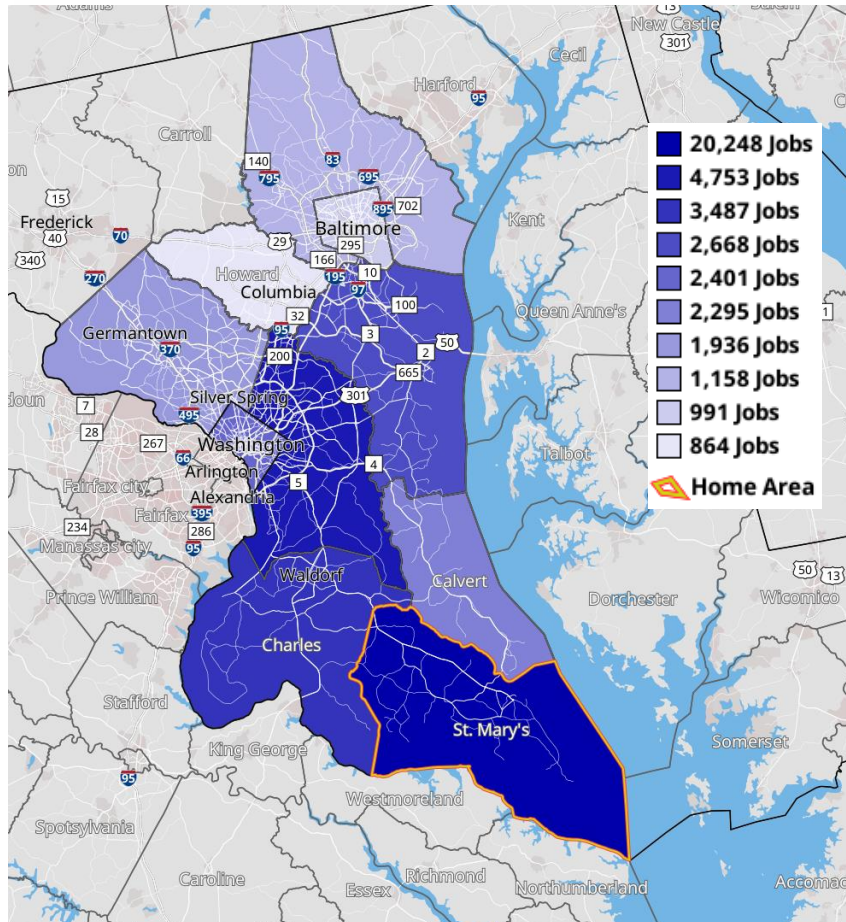 Adams
13
301
New Castle
Salem
Cecil
Harford
95
Carroll
20,248 Jobs
4,753 Jobs
3,487 Jobs
2,668 Jobs
2,401 Jobs
2,295 Jobs
1,936 Jobs
1,158 Jobs
991 Jobs
864 Jobs
Home Area
140
83
795
695
15
895
702
Kent
Frederick
40
70
29
Baltimore
295
340
270
166
195
10
Howard
97
Columbia
100
Queen Anne's
1
32
95
Germantown
3
50
370
200
2
665
301
Silver Spring
7
495
28
267
Washington
Talbot
66
Arlington
4
5
Fairfax city
Alexandria
395
Fairfax
234
286
Manassas city
95
50
13
Waldorf
Calvert
Prince William
Dorchester
Wicomico
Charles
Stafford
St. Mary's
King George
Somerset
95
Westmoreland
Spotsylvania
Caroline
Richmond
Essex
Northumberland
Accomac